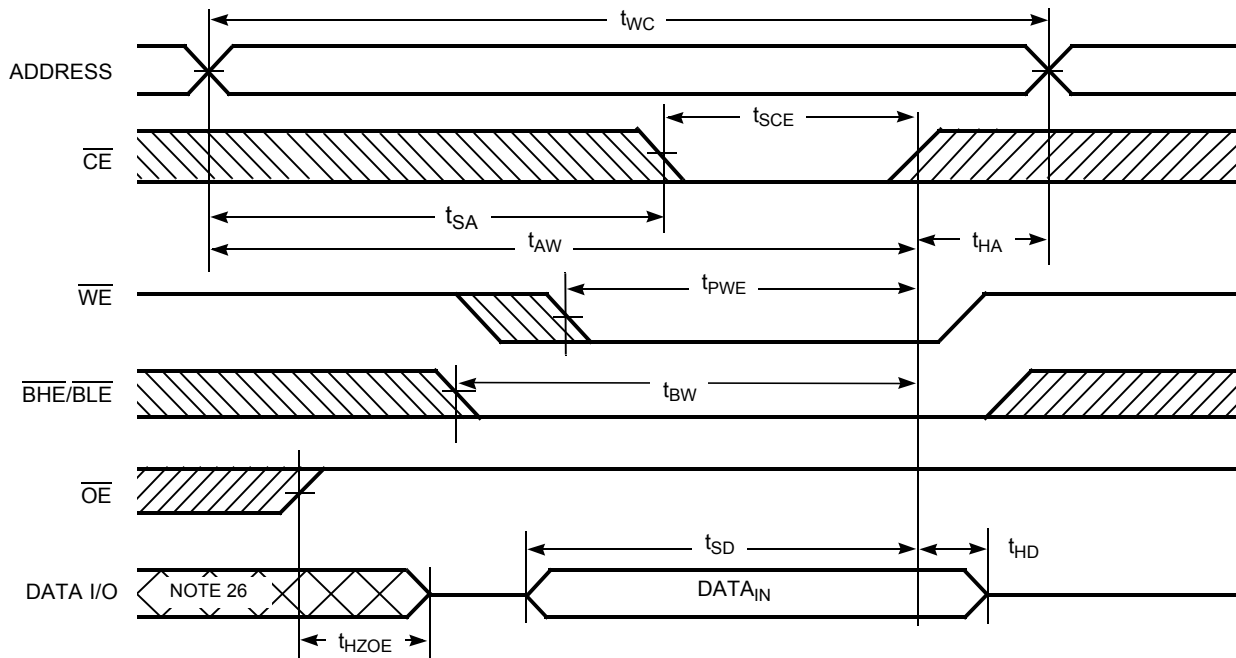 tWC
ADDRESS
tSCE
CE
tSA
tAW
tHA
WE
tPWE
BHE/BLE
tBW
OE
tSD
tHD
DATA I/O
NOTE 26
DATAIN
tHZOE